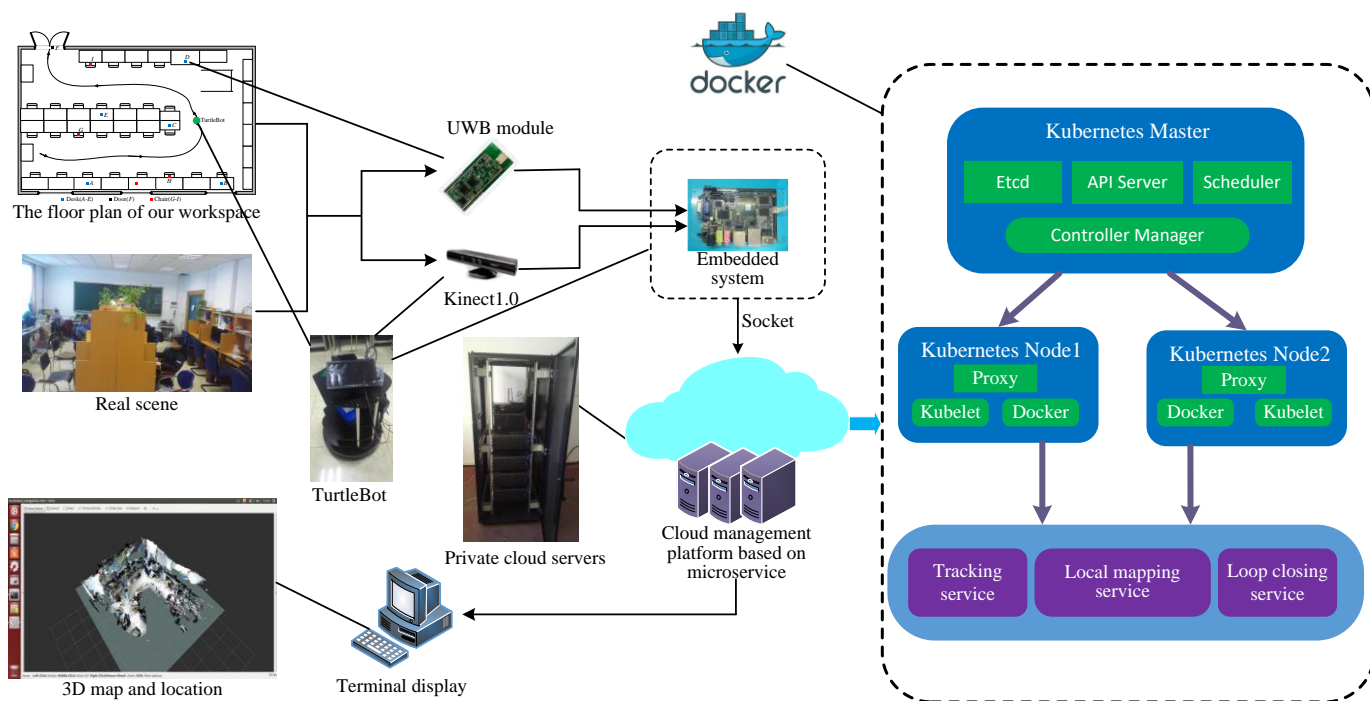 docker
F
I
D
E
G
C
TurtleBot
A
H
B
Desk(A-E) Door(F) Chair(G-I)
The floor plan of our workspace
UWB module
Kinect1.0
Embedded
system
Socket
Real scene
TurtleBot
Private cloud servers
Cloud management
platform based on
microservice
3D map and location
Terminal display
Kubernetes Master
Etcd
API Server
Scheduler
Controller Manager
Kubernetes Node1
Proxy
Kubelet
Docker
Kubernetes Node2
Proxy
Docker
Kubelet
Tracking
service
Local mapping
service
Loop closing
service